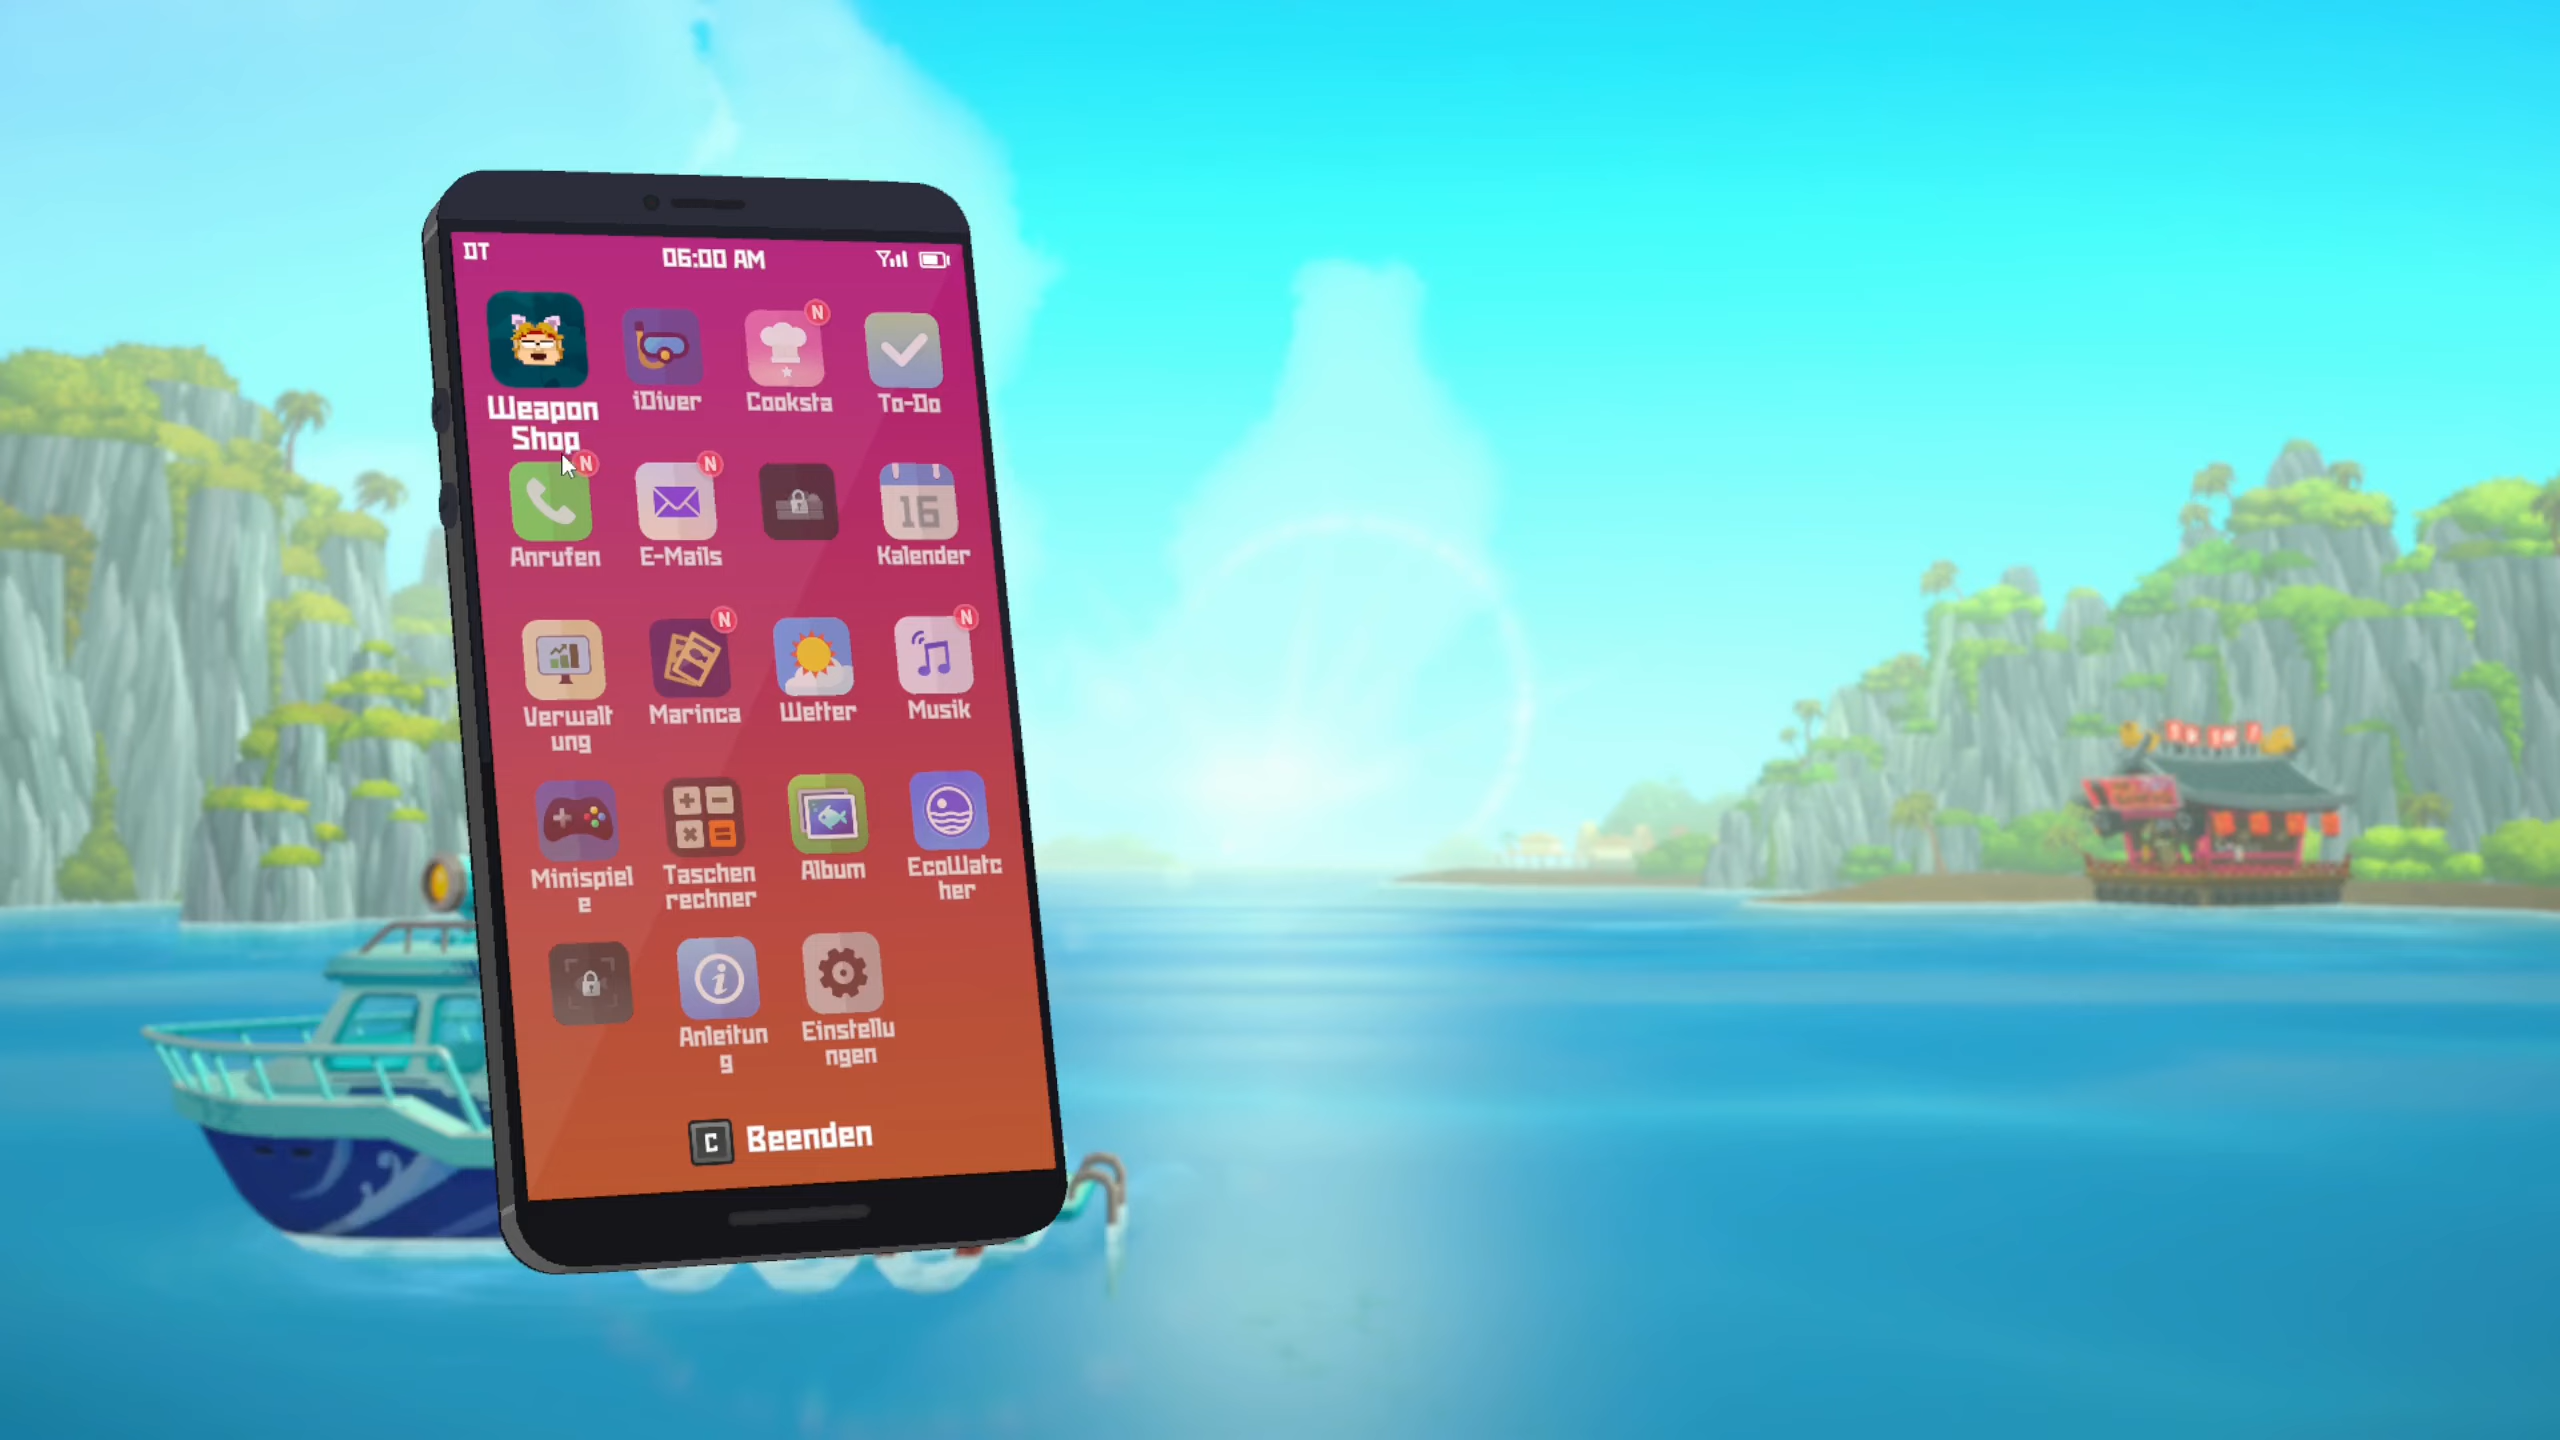 DT
06:00 AM
Weapon
Shop
iDiver
Cooksta
N
To-Do
Anrufen
N
E-Mails
N
16
Kalender
Verwalt
ung
Marinca
N
Wetter
Musik
N
Minispiel
e
Taschen
rechner
Album
EcoWatc
her
Anleitun
g
Einstellu
ngen
C Beenden